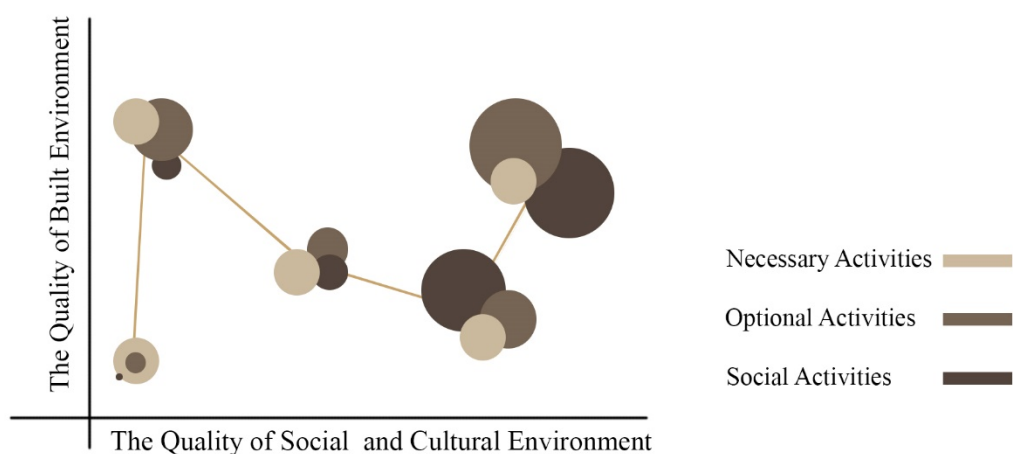 The Quality of Built Environment
The Quality of Social and Cultural Environment
Necessary Activities
Optional Activities
Social Activities